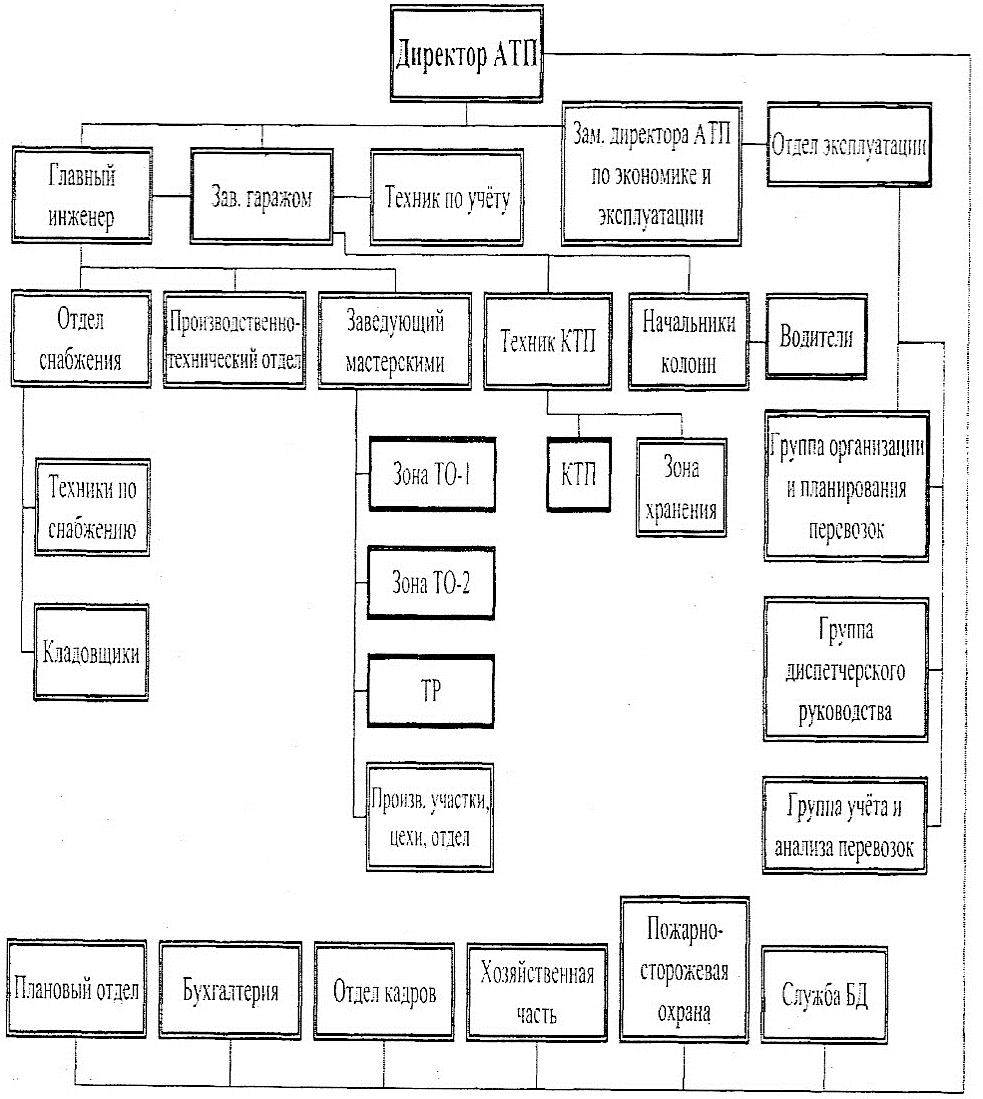 Директор АТП
Зам. директора АТП
по экономике и
эксплуатации
Отдел эксплуатации
Главный
инженер
Зав. гаражом
Техник по учёту
Отдел
снабжения
Производственно-
технический отдел
Заведующий
мастерскими
Техник КТП
Начальники
колонн
Водители
Техники по
снабжению
Кладовщики
Зона ТО-1
Зона ТО-2
ТР
Произв. участки,
цехи, отдел
КТП
Зона
хранения
Группа организации
и планирования
перевозок
Группа
диспетчерского
руководства
Группа учёта и
анализа перевозок
Плановый отдел
Бухгалтерия
Отдел кадров
Хозяйственная
часть
Пожарно-
сторожевая
охрана
Служба БД